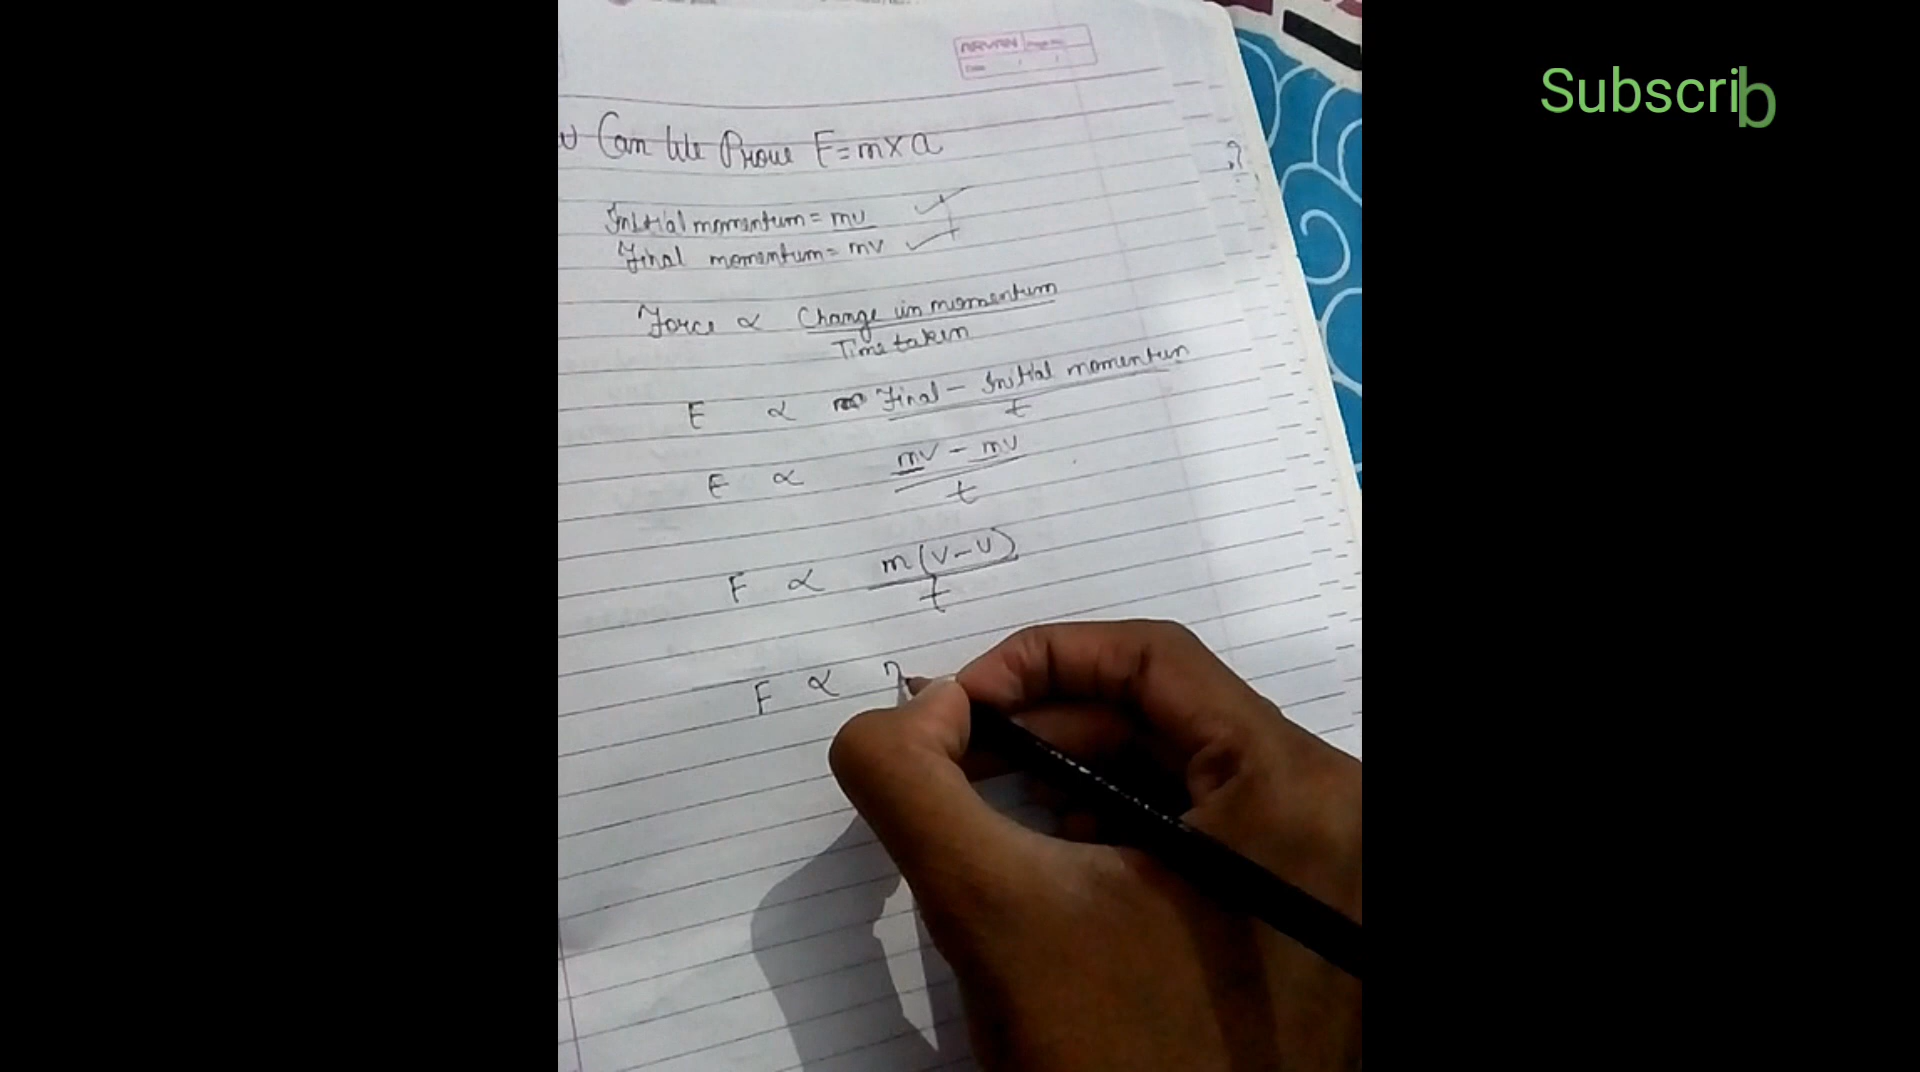 Subscrib
Can We Prove F=m×a ?
Initial momentum = mu
Final momentum = mv
Force ∝ Change in momentum
Time taken
F ∝ Final - Initial momentum
t
F ∝ mv - mu
t
F ∝ m(v-u)
t
F ∝